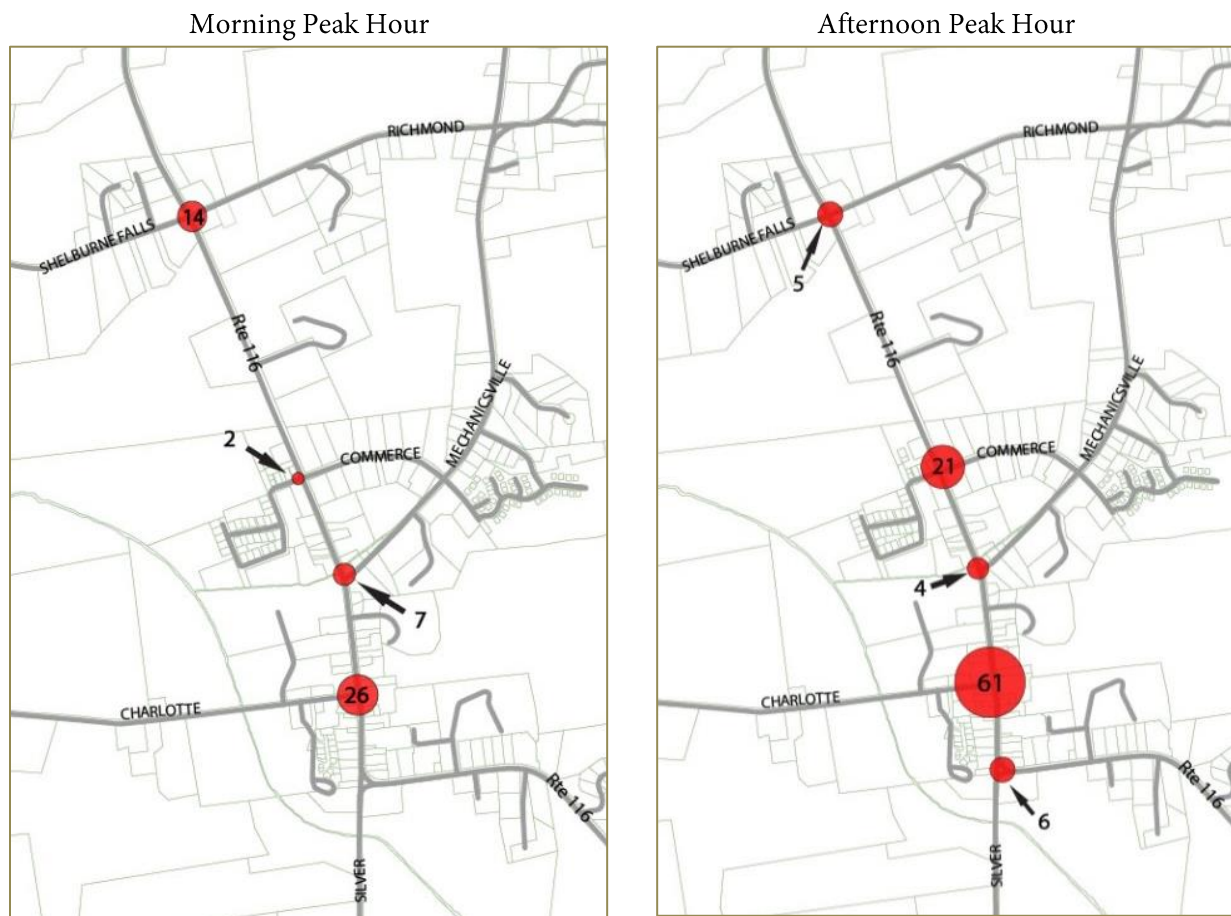 Morning Peak Hour
RICHMOND
14
SHELBURNE FALLS
Rte 116
2
COMMERCE
MECHANICSVILLE
7
26
CHARLOTTE
Rte 116
SILVER
Afternoon Peak Hour
RICHMOND
SHELBURNE FALLS
5
Rte 116
21
COMMERCE
MECHANICSVILLE
4
61
CHARLOTTE
Rte 116
6
SILVER